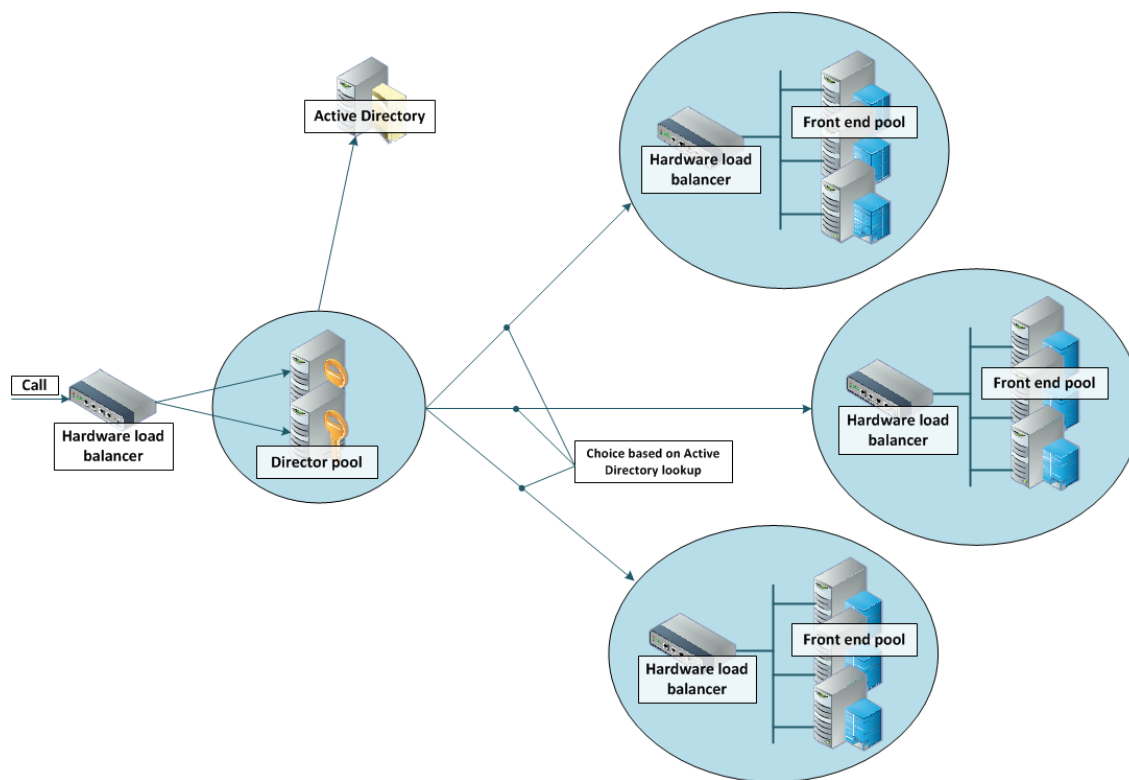 Active Directory
Front end pool
Hardware load
balancer
Call
Hardware load
balancer
Director pool
Choice based on Active
Directory lookup
Front end pool
Hardware load
balancer
Front end pool
Hardware load
balancer